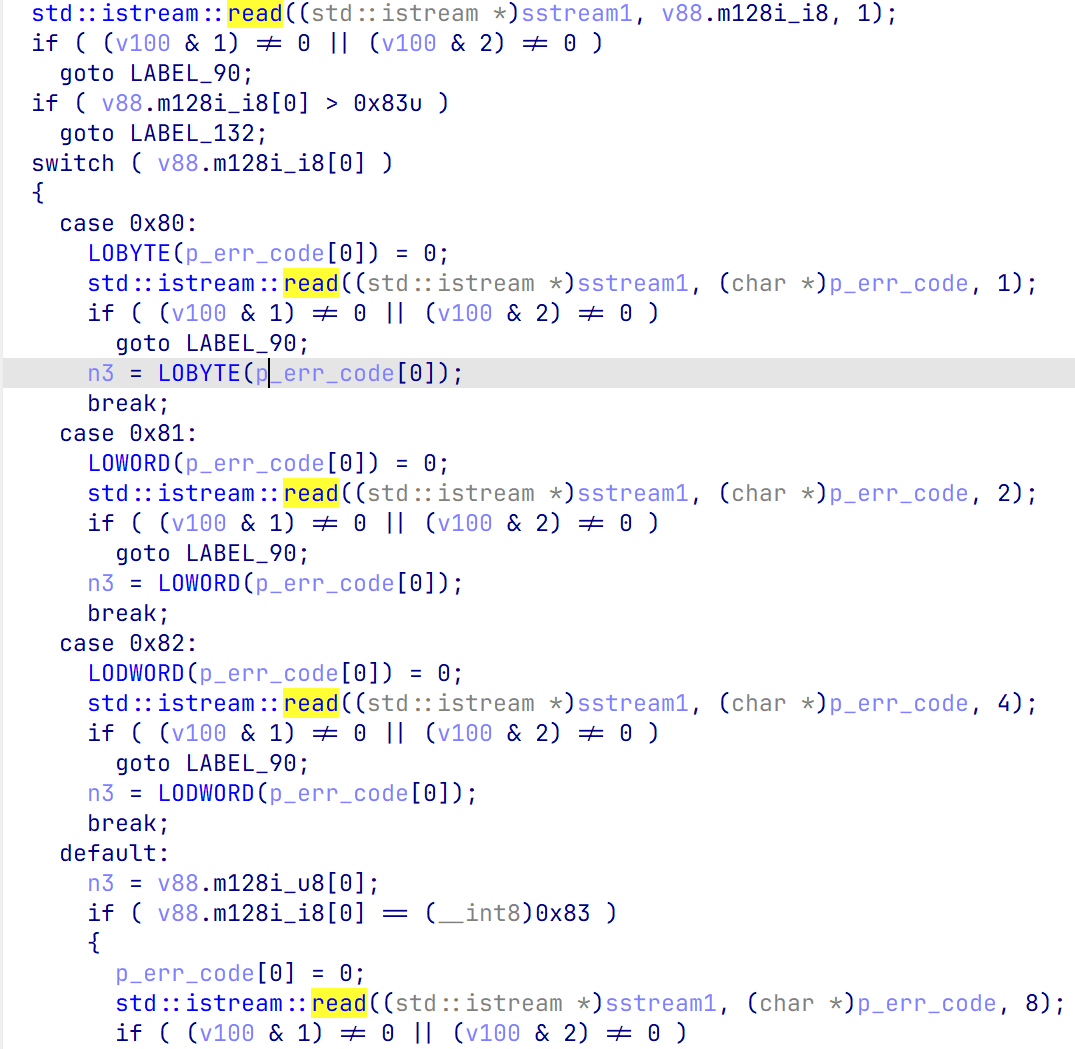 std::istream::read((std::istream *)sstream1, v88.m128i_i8, 1);
if ( (v100 & 1) != 0 || (v100 & 2) != 0 )
goto LABEL_90;
if ( v88.m128i_i8[0] > 0x83u )
goto LABEL_132;
switch ( v88.m128i_i8[0] )
{
case 0x80:
LOBYTE(p_err_code[0]) = 0;
std::istream::read((std::istream *)sstream1, (char *)p_err_code, 1);
if ( (v100 & 1) != 0 || (v100 & 2) != 0 )
goto LABEL_90;
n3 = LOBYTE(p_err_code[0]);
break;
case 0x81:
LOWORD(p_err_code[0]) = 0;
std::istream::read((std::istream *)sstream1, (char *)p_err_code, 2);
if ( (v100 & 1) != 0 || (v100 & 2) != 0 )
goto LABEL_90;
n3 = LOWORD(p_err_code[0]);
break;
case 0x82:
LODWORD(p_err_code[0]) = 0;
std::istream::read((std::istream *)sstream1, (char *)p_err_code, 4);
if ( (v100 & 1) != 0 || (v100 & 2) != 0 )
goto LABEL_90;
n3 = LODWORD(p_err_code[0]);
break;
default:
n3 = v88.m128i_u8[0];
if ( v88.m128i_i8[0] == (__int8)0x83 )
{
p_err_code[0] = 0;
std::istream::read((std::istream *)sstream1, (char *)p_err_code, 8);
if ( (v100 & 1) != 0 || (v100 & 2) != 0 )